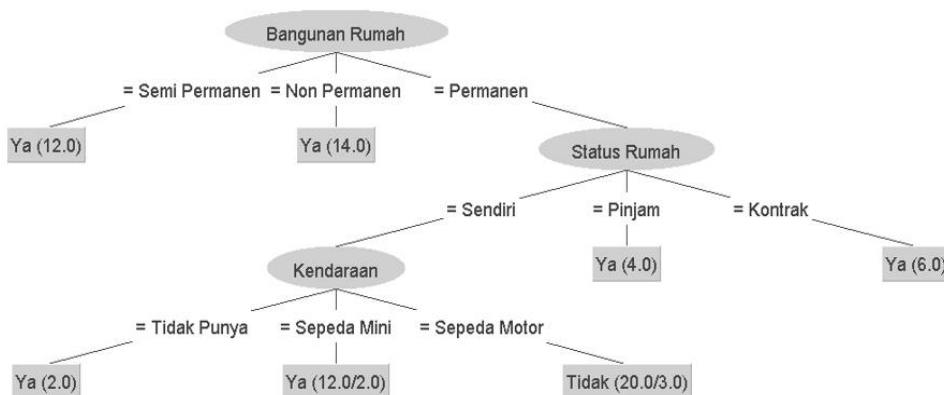 Bangunan Rumah
= Semi Permanen = Non Permanen = Permanen
Ya (12.0) Ya (14.0) Status Rumah
= Sendiri = Pinjam = Kontrak
Kendaraan Ya (4.0) Ya (6.0)
= Tidak Punya = Sepeda Mini = Sepeda Motor
Ya (2.0) Ya (12.0/2.0) Tidak (20.0/3.0)